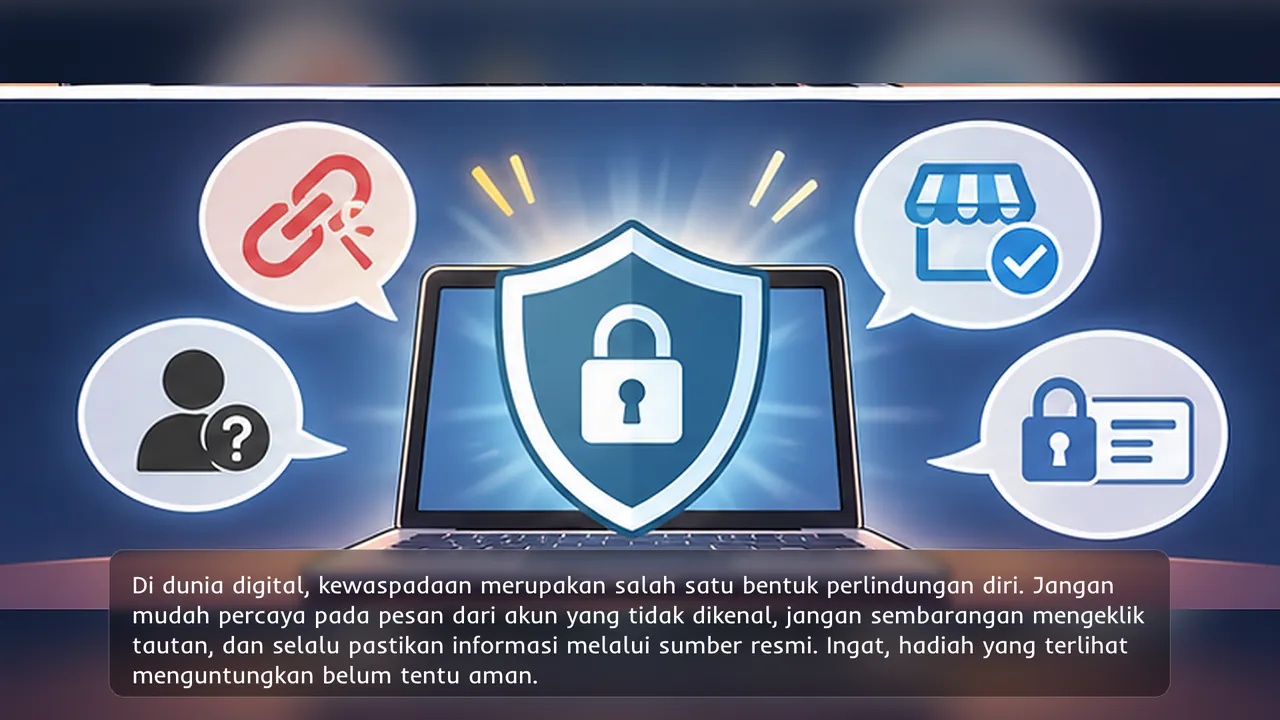 ?
Di dunia digital, kewaspadaan merupakan salah satu bentuk perlindungan diri. Jangan
mudah percaya pada pesan dari akun yang tidak dikenal, jangan sembarangan mengeklik
tautan, dan selalu pastikan informasi melalui sumber resmi. Ingat, hadiah yang terlihat
menguntungkan belum tentu aman.